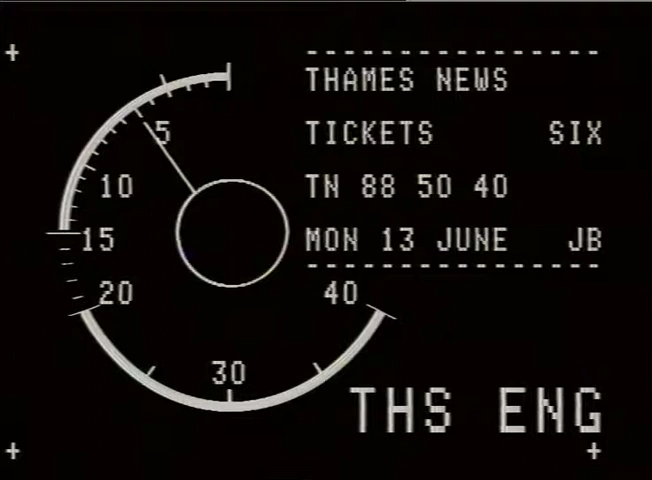 THAMES NEWS
TICKETS SIX
TN 88 50 40
MON 13 JUNE JB
5
10
15
20
30
40
THS ENG